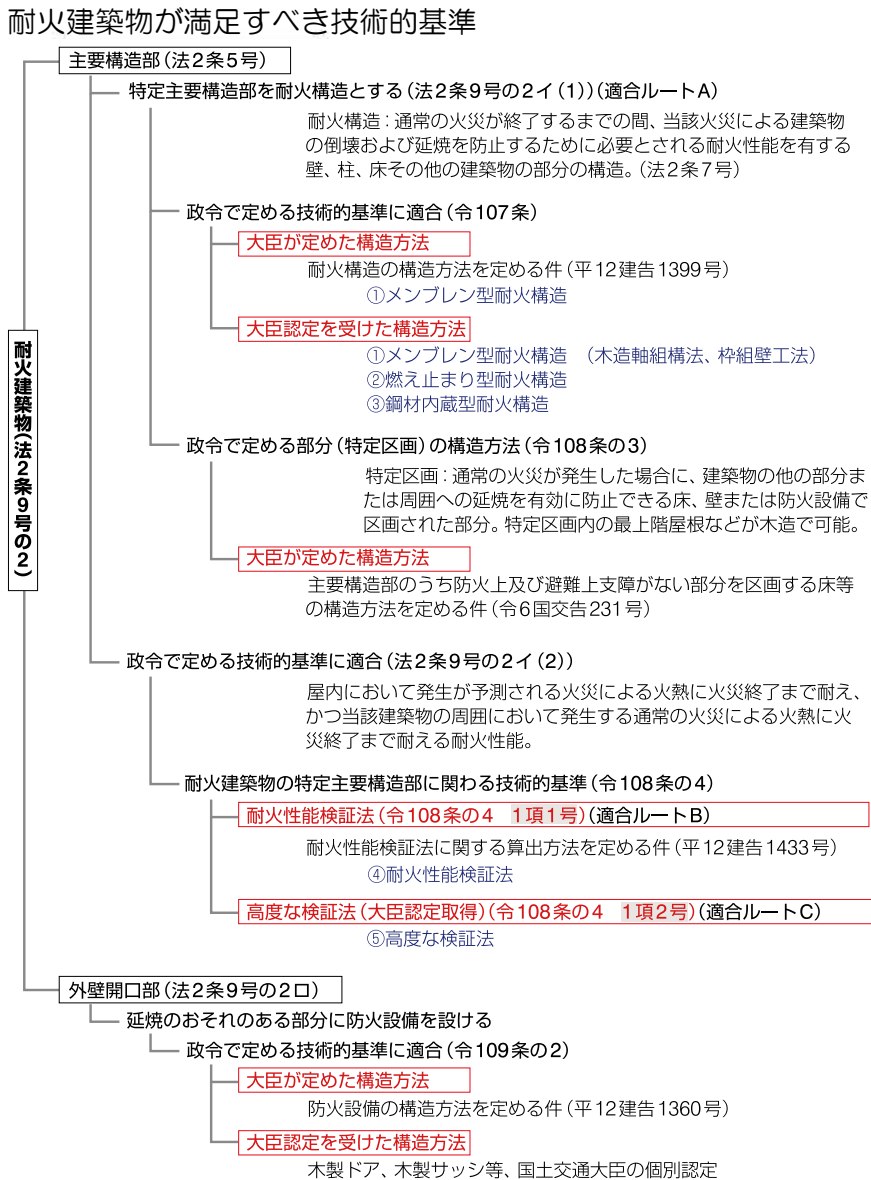 耐火建築物が満足すべき技術的基準
主要構造部（法2条5号）
特定主要構造部を耐火構造とする（法2条9号の2イ（1））（適合ルートA）
耐火構造：通常の火災が終了するまでの間、当該火災による建築物
の倒壊および延焼を防止するために必要とされる耐火性能を有する
壁、柱、床その他の建築物の部分の構造。（法2条7号）
政令で定める技術的基準に適合（令107条）
大臣が定めた構造方法
耐火構造の構造方法を定める件（平12建告1399号）
①メンブレン型耐火構造
大臣認定を受けた構造方法
①メンブレン型耐火構造　（木造軸組構法、枠組壁工法）
②燃え止まり型耐火構造
③鋼材内蔵型耐火構造
政令で定める部分（特定区画）の構造方法（令108条の3）
特定区画：通常の火災が発生した場合に、建築物の他の部分ま
たは周囲への延焼を有効に防止できる床、壁または防火設備で
区画された部分。特定区画内の最上階屋根などが木造で可能。
大臣が定めた構造方法
主要構造部のうち防火上及び避難上支障がない部分を区画する床等
の構造方法を定める件（令6国交告231号）
耐火建築物（法2条9号の2）
政令で定める技術的基準に適合（法2条9号の2イ（2））
屋内において発生が予測される火災による火熱に火災終了まで耐え、
かつ当該建築物の周囲において発生する通常の火災による火熱に火
災終了まで耐える耐火性能。
耐火建築物の特定主要構造部に関わる技術的基準（令108条の4）
耐火性能検証法（令108条の4　1項1号）（適合ルートB）
耐火性能検証法に関する算出方法を定める件（平12建告1433号）
④耐火性能検証法
高度な検証法（大臣認定取得）（令108条の4　1項2号）（適合ルートC）
⑤高度な検証法
外壁開口部（法2条9号の2ロ）
延焼のおそれのある部分に防火設備を設ける
政令で定める技術的基準に適合（令109条の2）
大臣が定めた構造方法
防火設備の構造方法を定める件（平12建告1360号）
大臣認定を受けた構造方法
木製ドア、木製サッシ等、国土交通大臣の個別認定